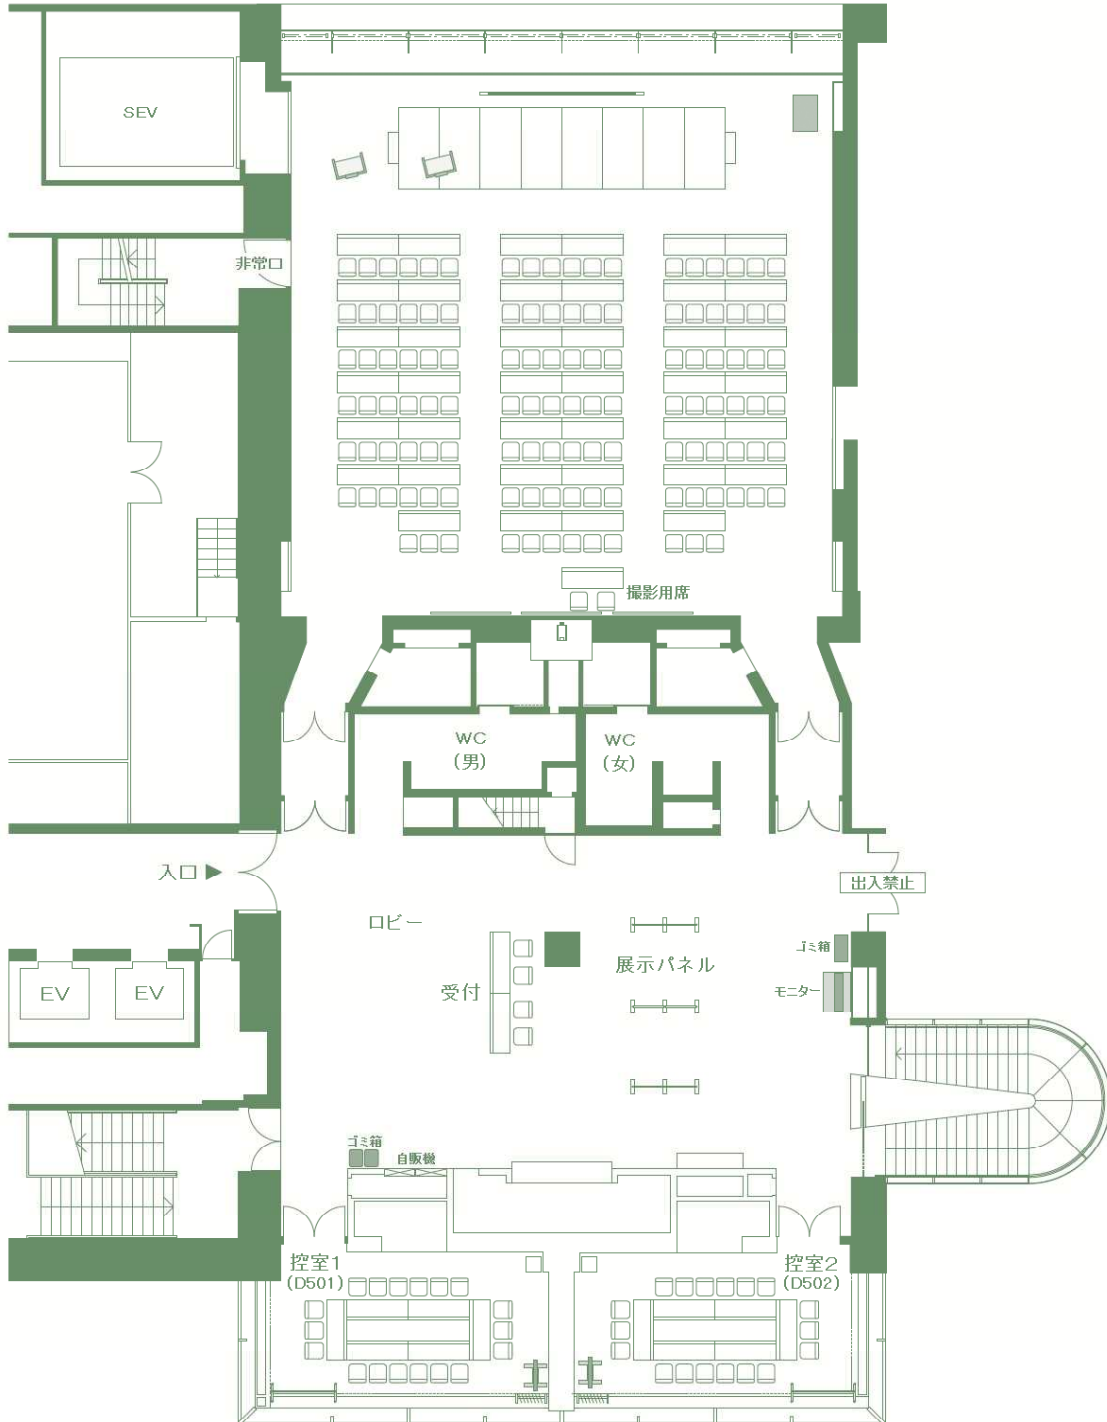 SEV
非常口
撮影用席
WC
(男)
WC
(女)
入口
出入禁止
ロビー
ゴミ箱
展示パネル
受付
モニター
EV
EV
ゴミ箱
自販機
控室1
(D501)
控室2
(D502)